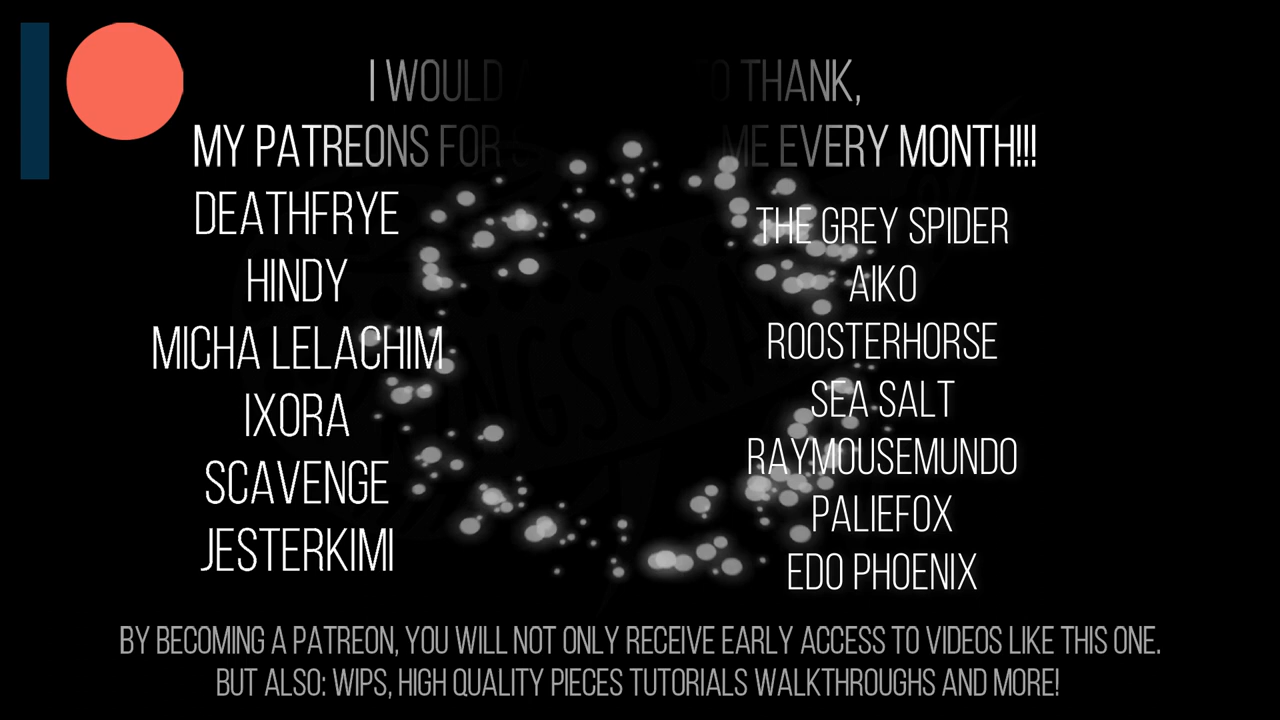 I WOULD TO THANK,
MY PATREONS FOR ME EVERY MONTH!!!
DEATHFRYE
HINDY
MICHA LELACHIM
IXORA
SCAVENGE
JESTERKIMI
THE GREY SPIDER
AIKO
ROOSTERHORSE
SEA SALT
RAYMOUSEMUNDO
PALIEFOX
EDO PHOENIX
BY BECOMING A PATREON, YOU WILL NOT ONLY RECEIVE EARLY ACCESS TO VIDEOS LIKE THIS ONE.
BUT ALSO: WIPS, HIGH QUALITY PIECES TUTORIALS WALKTHROUGHS AND MORE!